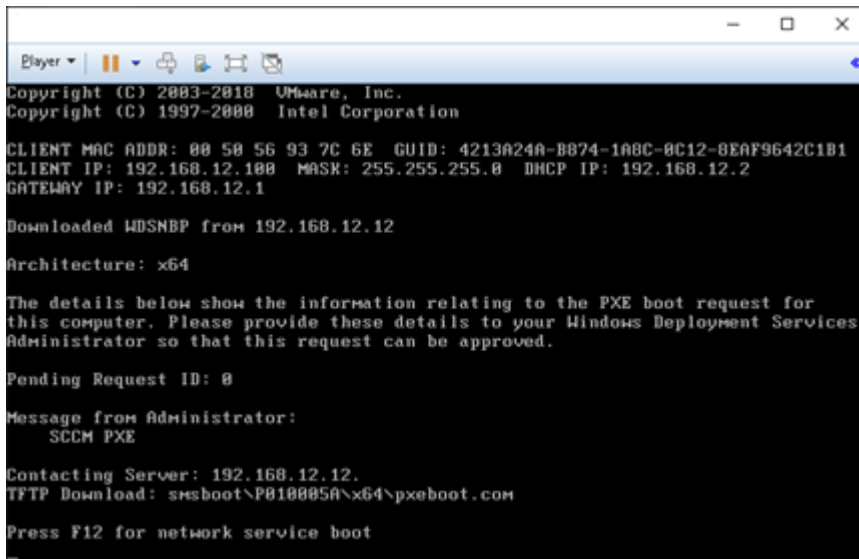 Player
Copyright (C) 2003-2018 VMware, Inc.
Copyright (C) 1997-2000 Intel Corporation
CLIENT MAC ADDR: 00 50 56 93 7C 6E GUID: 4213A24A-B874-1A8C-0C12-8EAF9642C1B1
CLIENT IP: 192.168.12.100 MASK: 255.255.255.0 DHCP IP: 192.168.12.2
GATEWAY IP: 192.168.12.1
Downloaded WDSNBP from 192.168.12.12
Architecture: x64
The details below show the information relating to the PXE boot request for
this computer. Please provide these details to your Windows Deployment Services
Administrator so that this request can be approved.
Pending Request ID: 0
Message from Administrator:
SCCM PXE
Contacting Server: 192.168.12.12.
TFTP Download: smsboot\P010005A\x64\pxeboot.com
Press F12 for network service boot